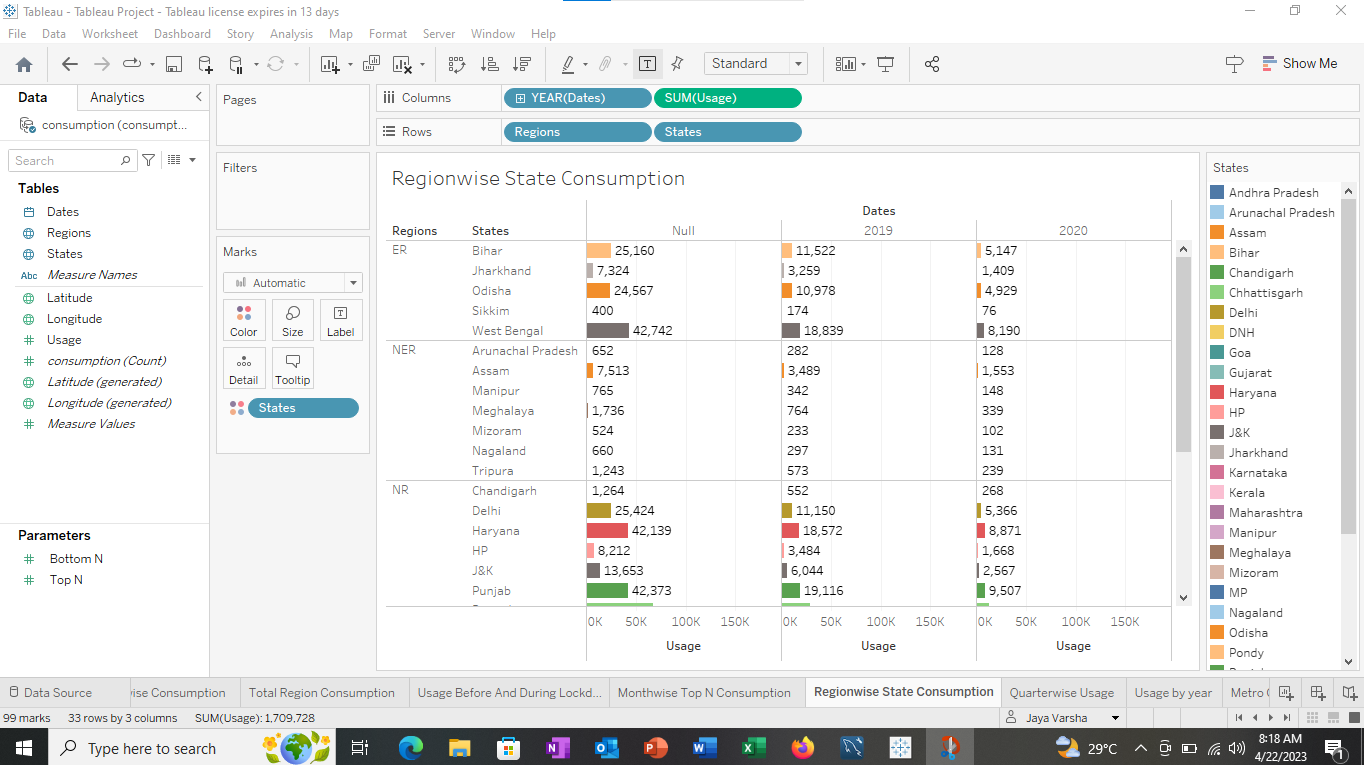 Tableau - Tableau Project - Tableau license expires in 13 days
File Data Worksheet Dashboard Story Analysis Map Format Server Window Help
Standard
Show Me
Data Analytics
Pages
Columns YEAR(Dates) SUM(Usage)
consumption (consumpt...
Rows Regions States
Search
Filters
Tables
Dates
Regions
States
Abc Measure Names
Latitude
Longitude
Usage
consumption (Count)
Latitude (generated)
Longitude (generated)
Measure Values
Parameters
Bottom N
Top N
Marks
Automatic
Color Size Label
Detail Tooltip
States
Regionwise State Consumption
Dates
Regions States Null 2019 2020
ER Bihar 25,160 11,522 5,147
Jharkhand 7,324 3,259 1,409
Odisha 24,567 10,978 4,929
Sikkim 400 174 76
West Bengal 42,742 18,839 8,190
NER Arunachal Pradesh 652 282 128
Assam 7,513 3,489 1,553
Manipur 765 342 148
Meghalaya 1,736 764 339
Mizoram 524 233 102
Nagaland 660 297 131
Tripura 1,243 573 239
NR Chandigarh 1,264 552 268
Delhi 25,424 11,150 5,366
Haryana 42,139 18,572 8,871
HP 8,212 3,484 1,668
J&K 13,653 6,044 2,567
Punjab 42,373 19,116 9,507
0K 50K 100K 150K 0K 50K 100K 150K 0K 50K 100K 150K
Usage Usage Usage
States
Andhra Pradesh
Arunachal Pradesh
Assam
Bihar
Chandigarh
Chhattisgarh
Delhi
DNH
Goa
Gujarat
Haryana
HP
J&K
Jharkhand
Karnataka
Kerala
Maharashtra
Manipur
Meghalaya
Mizoram
MP
Nagaland
Odisha
Pondy
Data Source ise Consumption Total Region Consumption Usage Before And During Lockd... Monthwise Top N Consumption Regionwise State Consumption Quarterwise Usage Usage by year Metro
99 marks 33 rows by 3 columns SUM(Usage): 1,709,728 Jaya Varsha
Type here to search
29°C
8:18 AM
4/22/2023
1